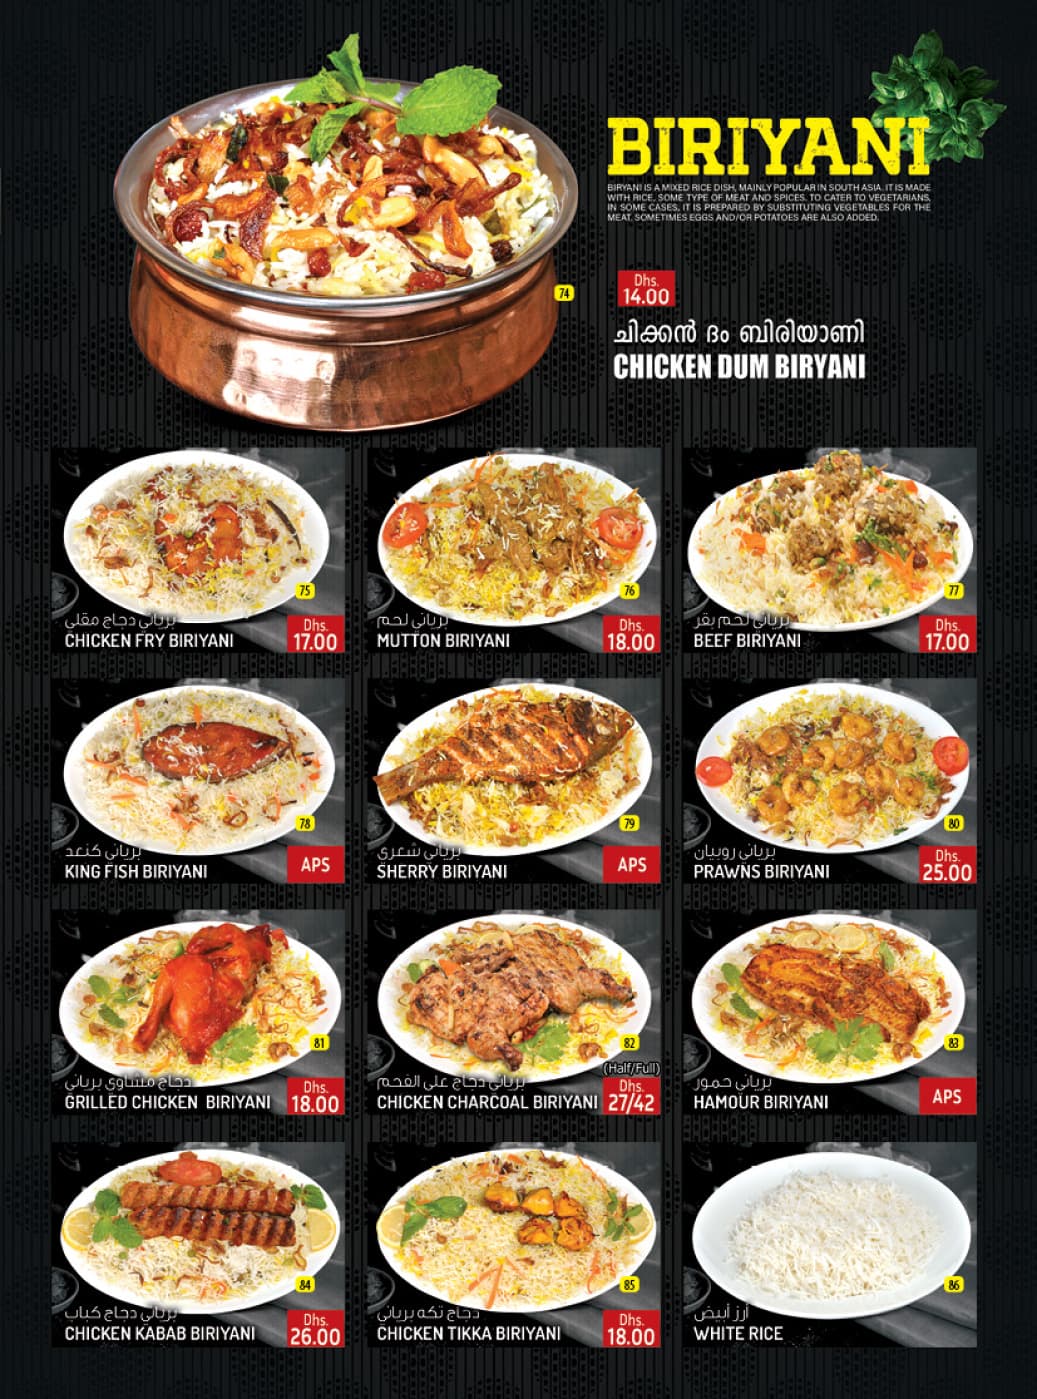 BIRIYANI
BIRYANI IS A MIXED RICE DISH, MAINLY POPULAR IN SOUTH ASIA. IT IS MADE
WITH RICE, SOME TYPE OF MEAT AND SPICES. TO CATER TO VEGETARIANS,
IN SOME CASES, IT IS PREPARED BY SUBSTITUTING VEGETABLES FOR THE
MEAT. SOMETIMES EGGS AND/OR POTATOES ARE ALSO ADDED.
74
Dhs.
14.00
ചിക്കൻ ദം ബിരിയാണി
CHICKEN DUM BIRYANI
75
برياني دجاج مقلي
CHICKEN FRY BIRIYANI
Dhs.
17.00
76
برياني لحم
MUTTON BIRIYANI
Dhs.
18.00
77
برياني لحم بقر
BEEF BIRIYANI
Dhs.
17.00
78
برياني كنعد
KING FISH BIRIYANI
APS
79
برياني شعري
SHERRY BIRIYANI
APS
80
برياني روبيان
PRAWNS BIRIYANI
Dhs.
25.00
81
دجاج مشاوي برياني
GRILLED CHICKEN BIRIYANI
Dhs.
18.00
82
(Half/Full)
برياني دجاج على الفحم
CHICKEN CHARCOAL BIRIYANI
Dhs.
27/42
83
برياني حمور
HAMOUR BIRIYANI
APS
84
برياني دجاج كباب
CHICKEN KABAB BIRIYANI
Dhs.
26.00
85
دجاج تكه برياني
CHICKEN TIKKA BIRIYANI
Dhs.
18.00
86
أرز أبيض
WHITE RICE